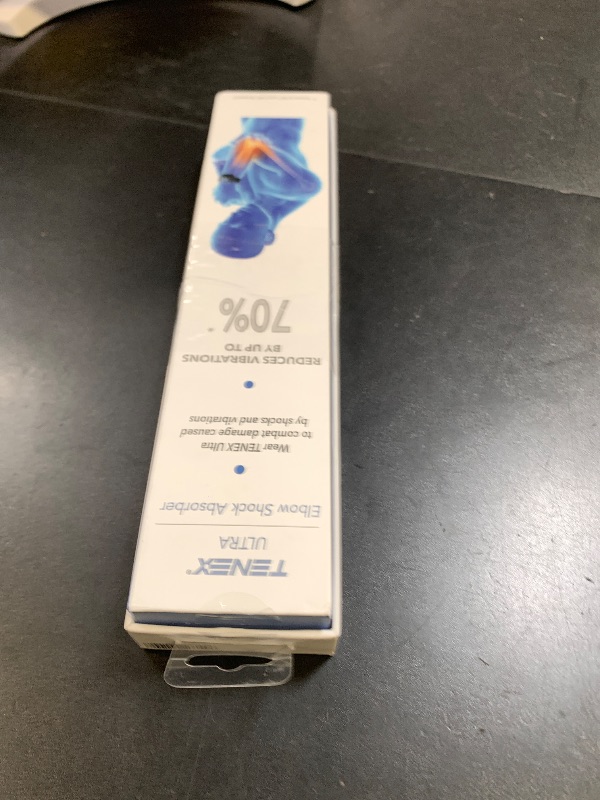 TENEX®
ULTRA
Elbow Shock Absorber
Wear TENEX Ultra
to combat damage caused
by shocks and vibrations
REDUCES VIBRATIONS
BY UP TO
70%*